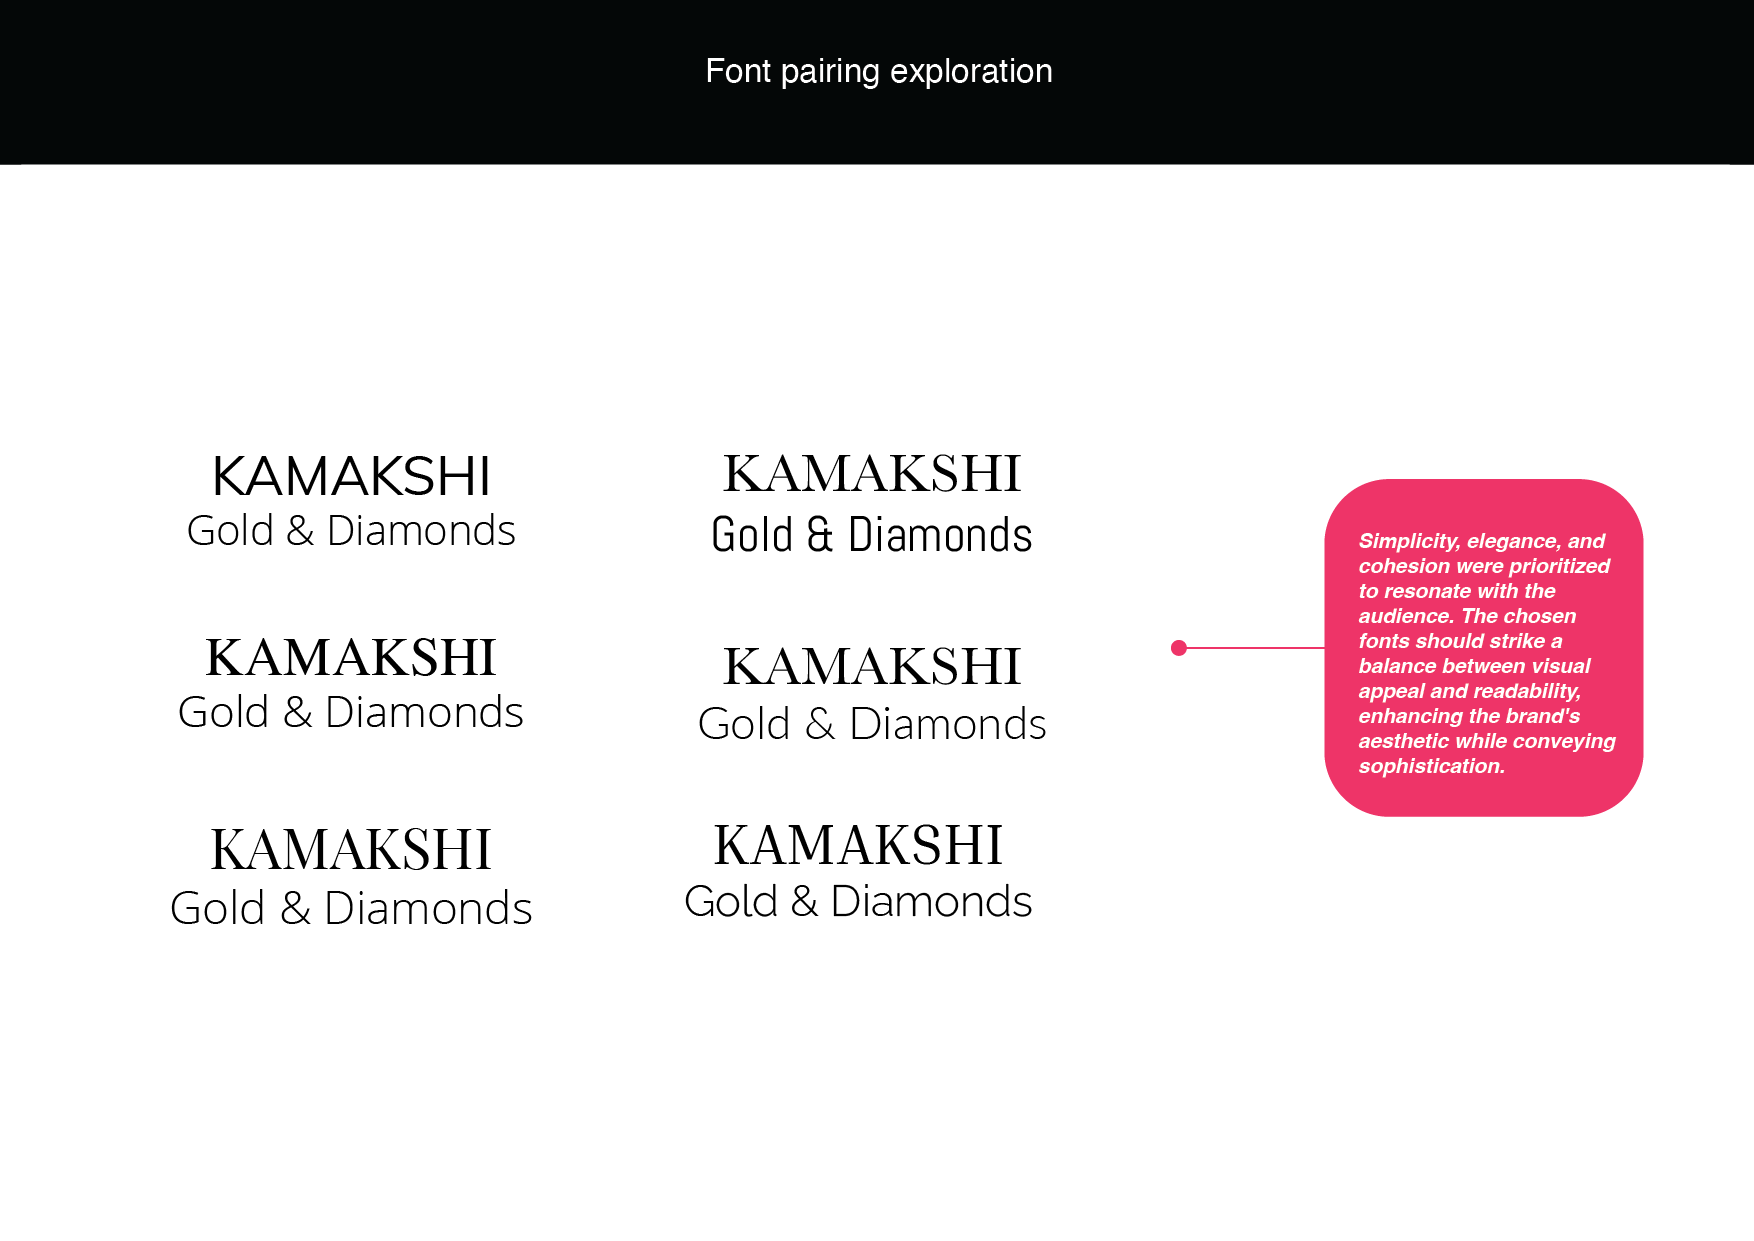 Font pairing exploration
KAMAKSHI
Gold & Diamonds
KAMAKSHI
Gold & Diamonds
KAMAKSHI
Gold & Diamonds
KAMAKSHI
Gold & Diamonds
KAMAKSHI
Gold & Diamonds
KAMAKSHI
Gold & Diamonds
Simplicity, elegance, and
cohesion were prioritized
to resonate with the
audience. The chosen
fonts should strike a
balance between visual
appeal and readability,
enhancing the brand's
aesthetic while conveying
sophistication.